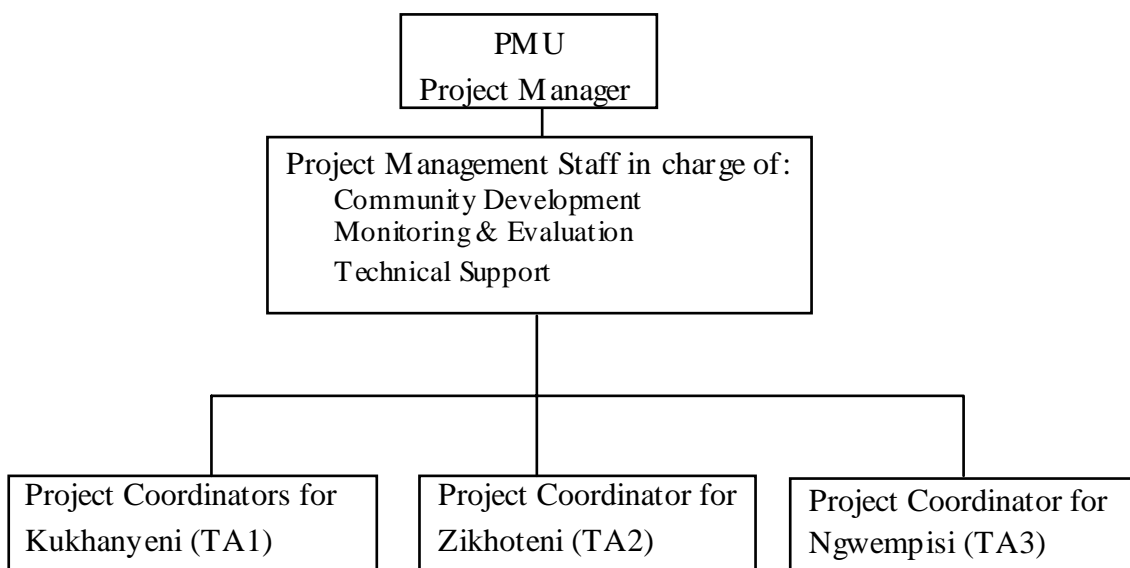 PMU
Project Manager
Project Management Staff in charge of:
Community Development
Monitoring & Evaluation
Technical Support
Project Coordinators for
Kukhanyeni (TA1)
Project Coordinator for
Zikhoteni (TA2)
Project Coordinator for
Ngwempisi (TA3)